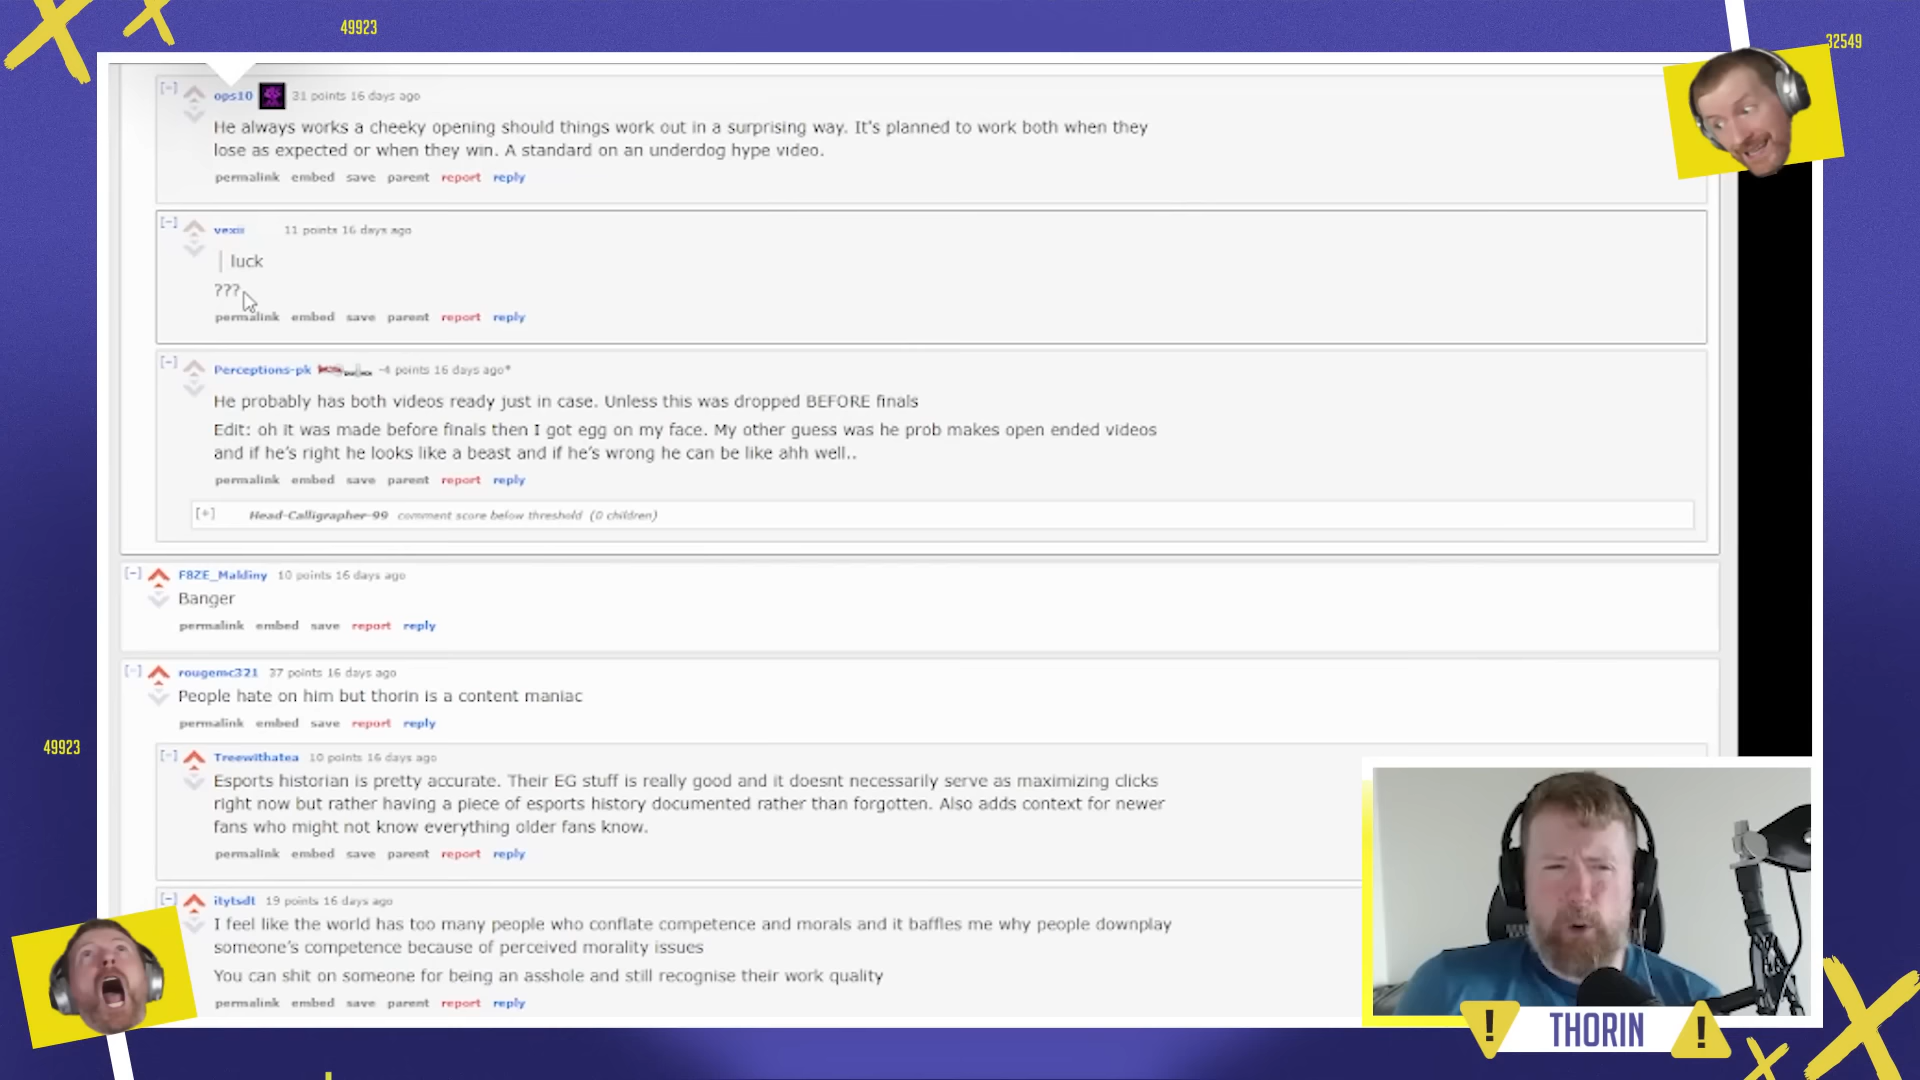 49923
32549
[-] ops10 31 points 16 days ago
He always works a cheeky opening should things work out in a surprising way. It's planned to work both when they
lose as expected or when they win. A standard on an underdog hype video.
permalink embed save parent report reply
[-] vexii 11 points 16 days ago
luck
???
permalink embed save parent report reply
[-] Perceptions-pk -4 points 16 days ago*
He probably has both videos ready just in case. Unless this was dropped BEFORE finals
Edit: oh it was made before finals then I got egg on my face. My other guess was he prob makes open ended videos
and if he's right he looks like a beast and if he's wrong he can be like ahh well..
permalink embed save parent report reply
[+] Head-Calligrapher-99 comment score below threshold (0 children)
[-] F8ZE_Maldiny 10 points 16 days ago
Banger
permalink embed save report reply
[-] rougemc321 37 points 16 days ago
People hate on him but thorin is a content maniac
permalink embed save report reply
49923
[-] Treewithatea 10 points 16 days ago
Esports historian is pretty accurate. Their EG stuff is really good and it doesnt necessarily serve as maximizing clicks
right now but rather having a piece of esports history documented rather than forgotten. Also adds context for newer
fans who might not know everything older fans know.
permalink embed save parent report reply
[-] itytsdt 19 points 16 days ago
I feel like the world has too many people who conflate competence and morals and it baffles me why people downplay
someone's competence because of perceived morality issues
You can shit on someone for being an asshole and still recognise their work quality
permalink embed save parent report reply
! THORIN !